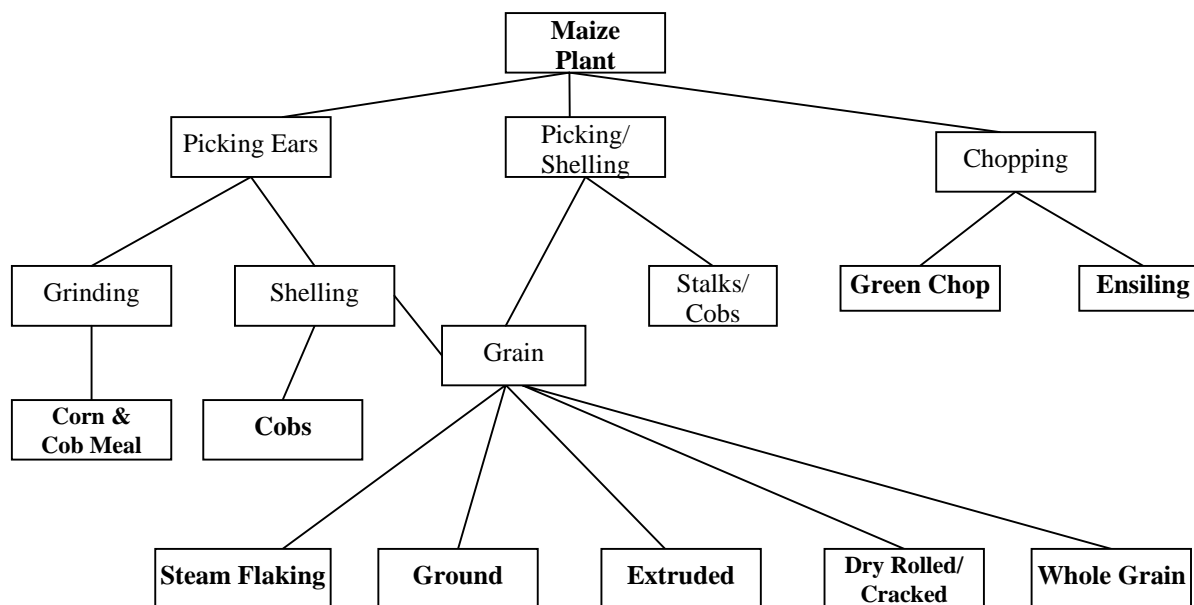 Maize
Plant
Picking Ears
Picking/
Shelling
Chopping
Grinding
Shelling
Stalks/
Cobs
Green Chop
Ensiling
Grain
Corn &
Cob Meal
Cobs
Steam Flaking
Ground
Extruded
Dry Rolled/
Cracked
Whole Grain